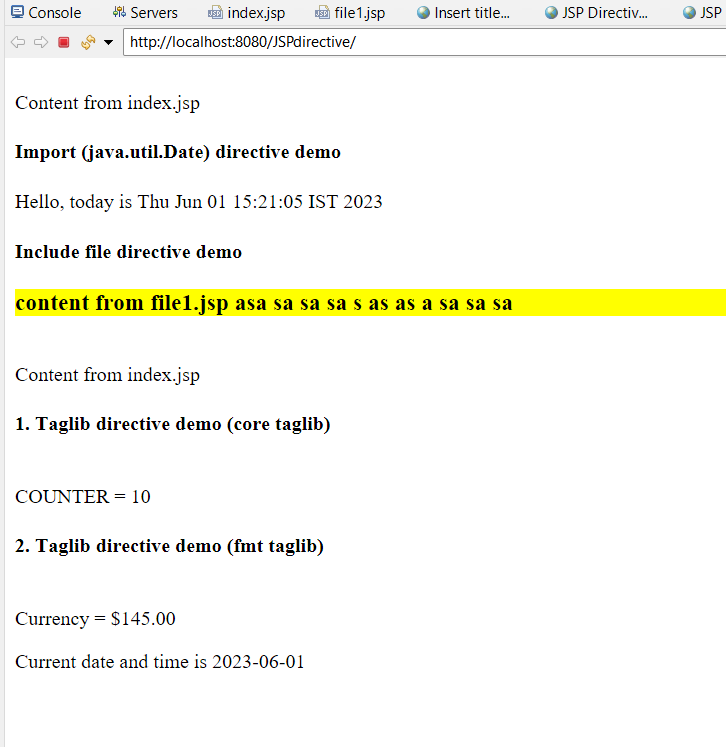 Console Servers index.jsp file1.jsp Insert title... JSP Directiv... JSP
http://localhost:8080/JSPdirective/
Content from index.jsp
Import (java.util.Date) directive demo
Hello, today is Thu Jun 01 15:21:05 IST 2023
Include file directive demo
content from file1.jsp asa sa sa sa s as as a sa sa sa
Content from index.jsp
1. Taglib directive demo (core taglib)
COUNTER = 10
2. Taglib directive demo (fmt taglib)
Currency = $145.00
Current date and time is 2023-06-01